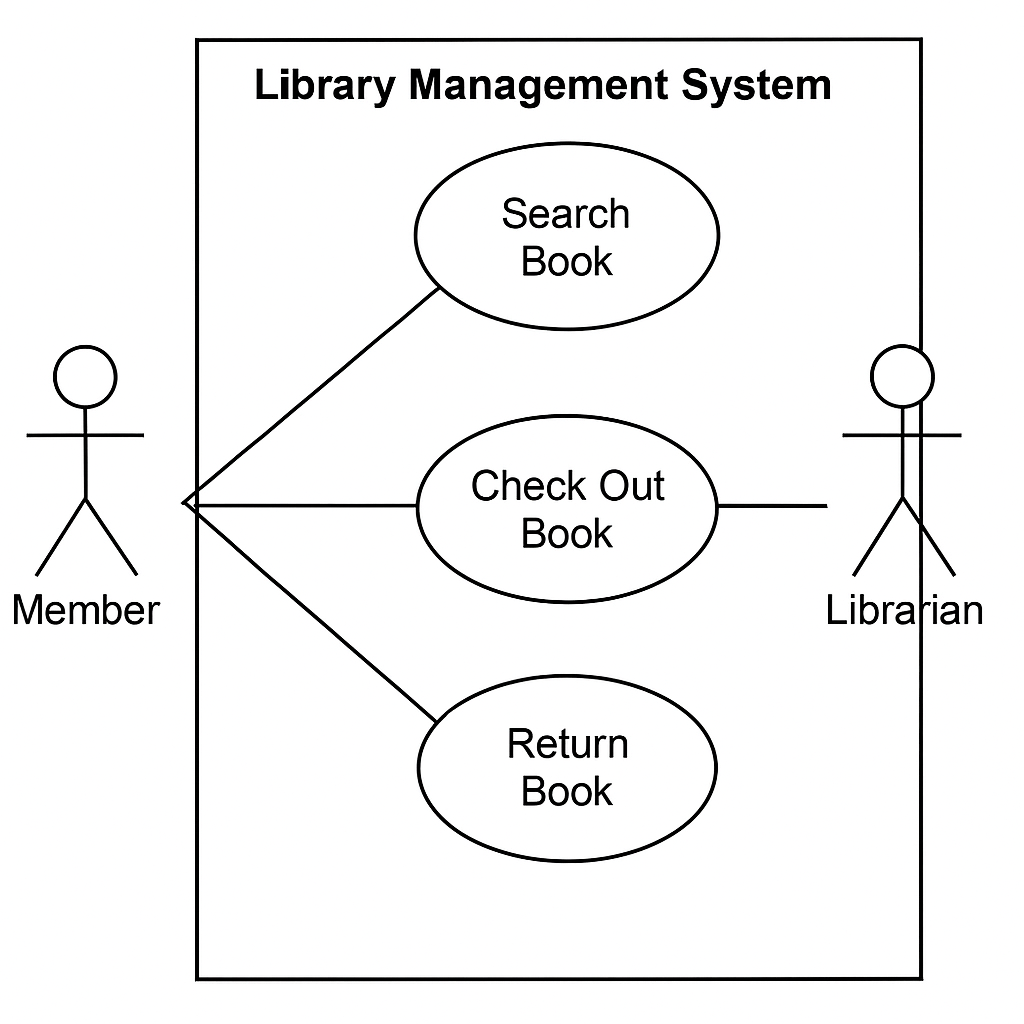 Library Management System
Search
Book
Check Out
Book
Member
Librarian
Return
Book